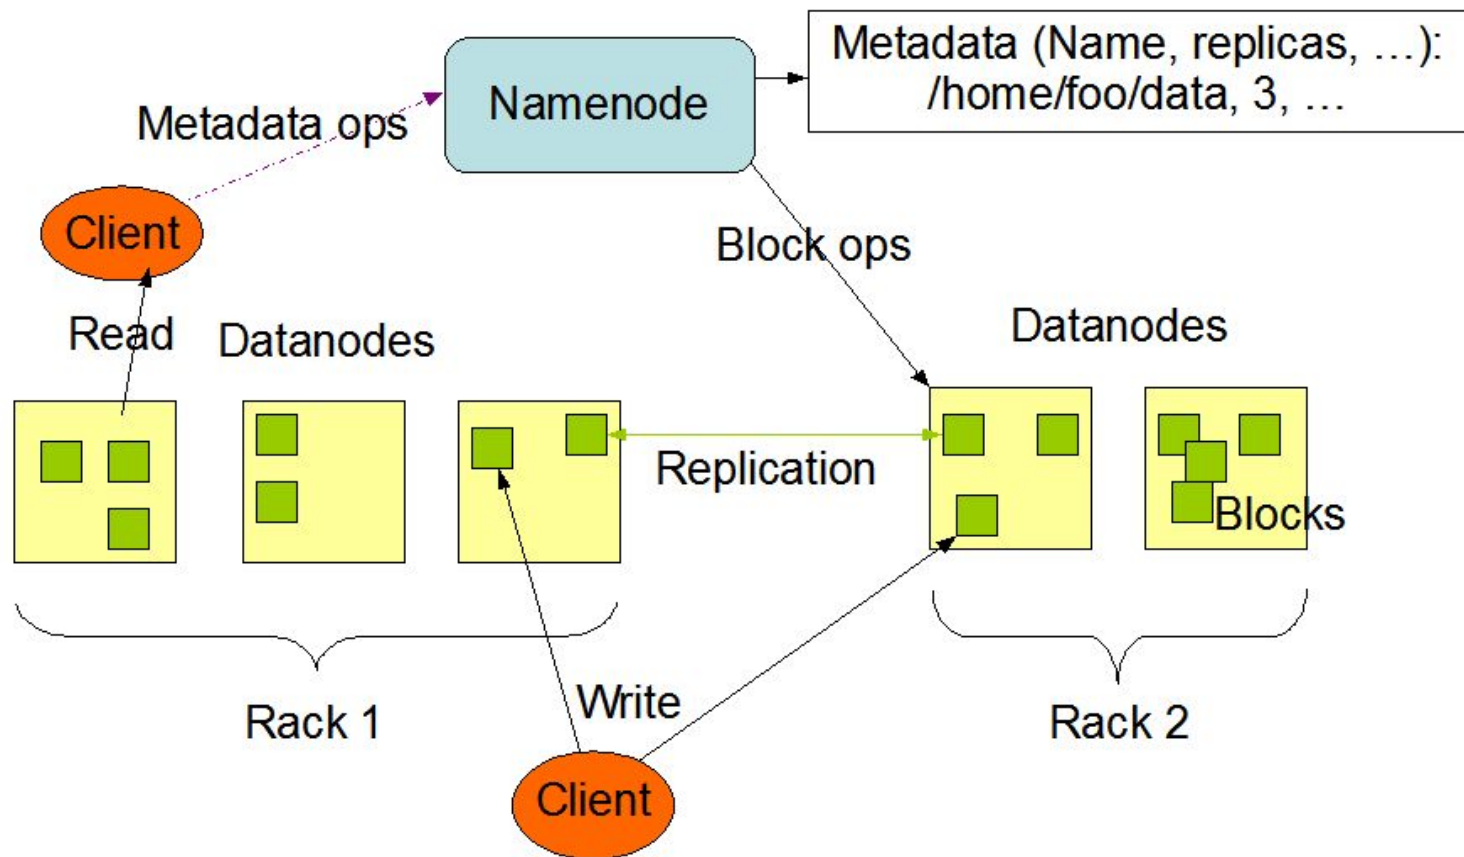 Metadata (Name, replicas, …):
/home/foo/data, 3, …
Namenode
Metadata ops
Client
Block ops
Read
Datanodes
Datanodes
Replication
Blocks
Rack 1
Write
Rack 2
Client